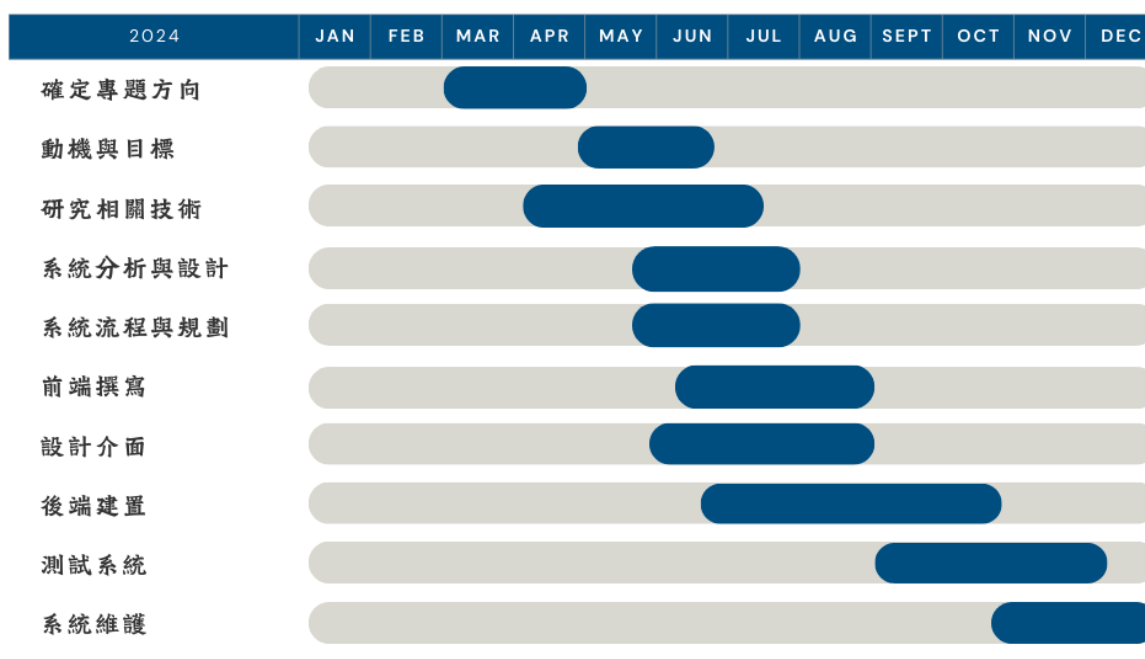 2024 JAN FEB MAR APR MAY JUN JUL AUG SEPT OCT NOV DEC
確定專題方向
動機與目標
研究相關技術
系統分析與設計
系統流程與規劃
前端撰寫
設計介面
後端建置
測試系統
系統維護